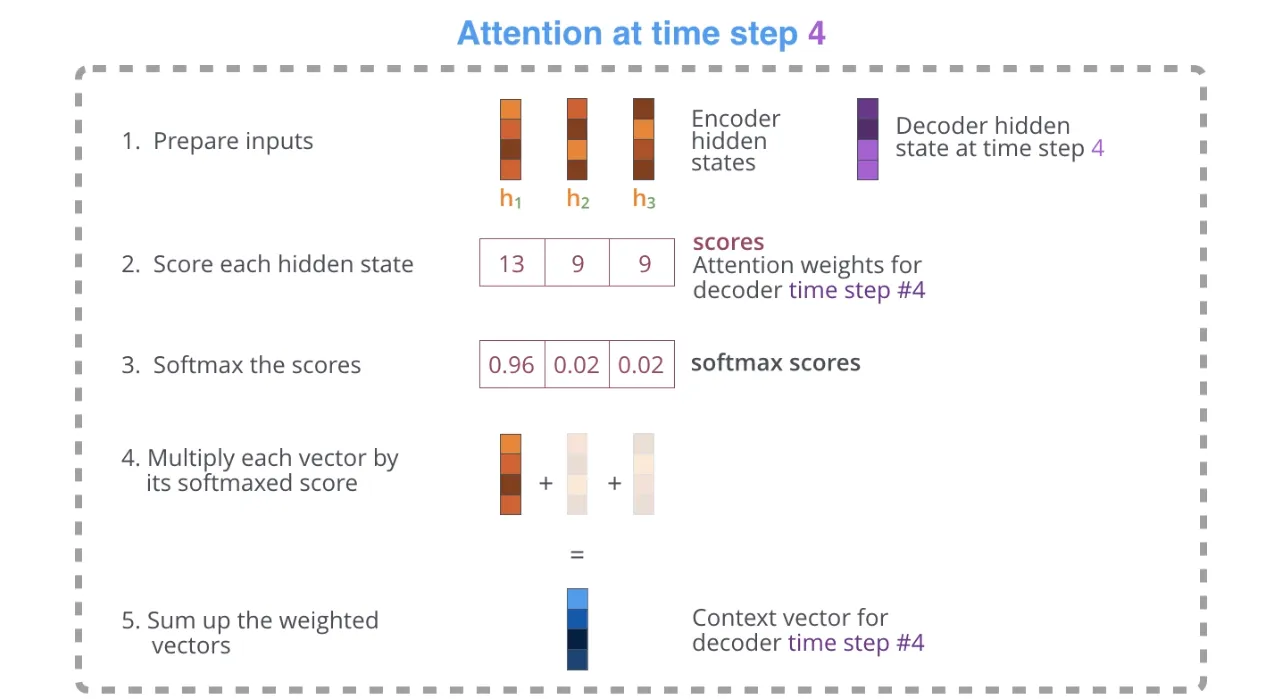 Attention at time step 4
1. Prepare inputs
Encoder
hidden
states
Decoder hidden
state at time step 4
h₁ h₂ h₃
2. Score each hidden state
13 9 9
scores
Attention weights for
decoder time step #4
3. Softmax the scores
0.96 0.02 0.02
softmax scores
4. Multiply each vector by
its softmaxed score
+ +
=
5. Sum up the weighted
vectors
Context vector for
decoder time step #4